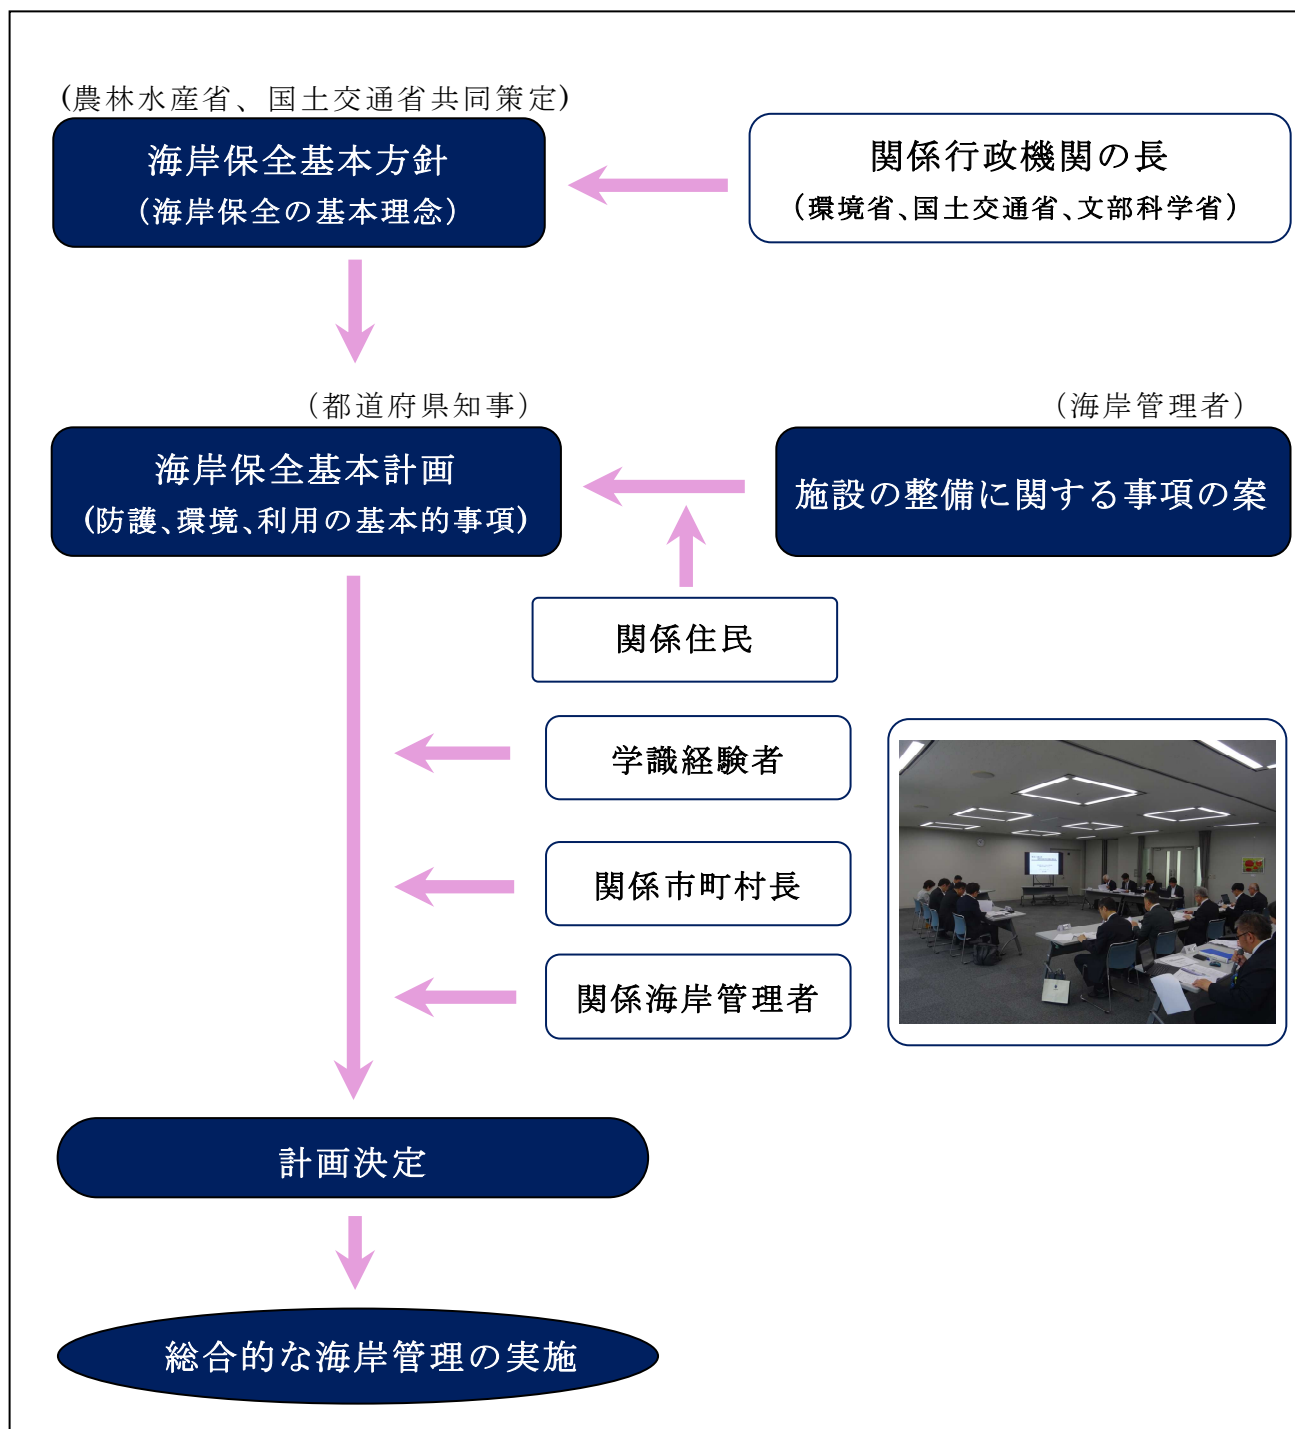 (農林水産省、国土交通省共同策定)
海岸保全基本方針
(海岸保全の基本理念)
関係行政機関の長
(環境省、国土交通省、文部科学省)
(都道府県知事)
海岸保全基本計画
(防護、環境、利用の基本的事項)
(海岸管理者)
施設の整備に関する事項の案
関係住民
学識経験者
関係市町村長
関係海岸管理者
計画決定
総合的な海岸管理の実施